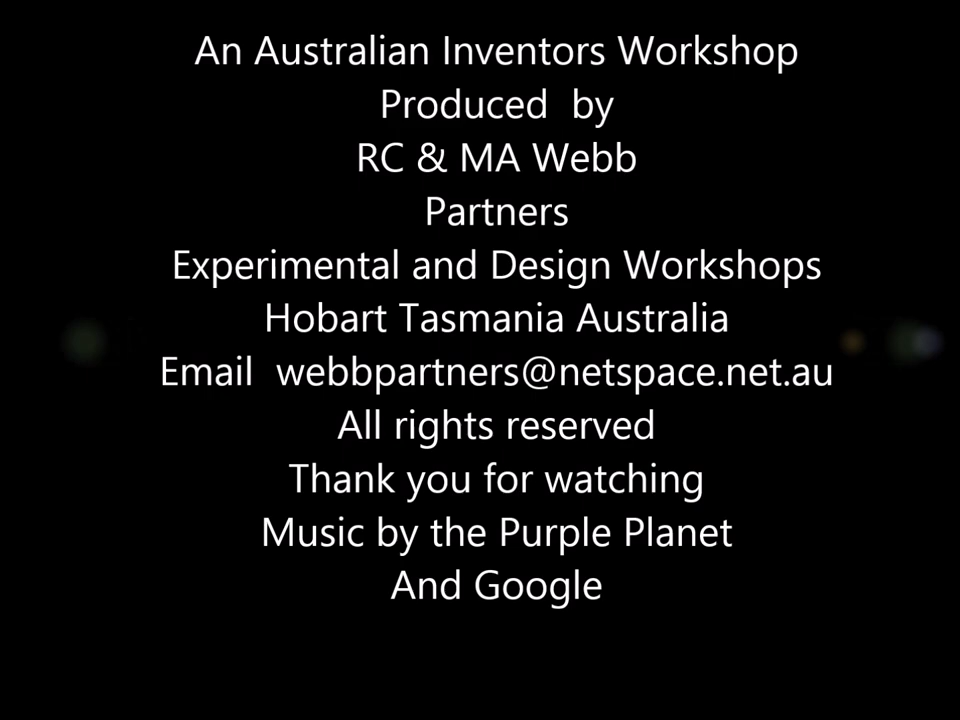 An Australian Inventors Workshop
Produced  by
RC & MA Webb
Partners
Experimental and Design Workshops
Hobart Tasmania Australia
Email  webbpartners@netspace.net.au
All rights reserved
Thank you for watching
Music by the Purple Planet
And Google